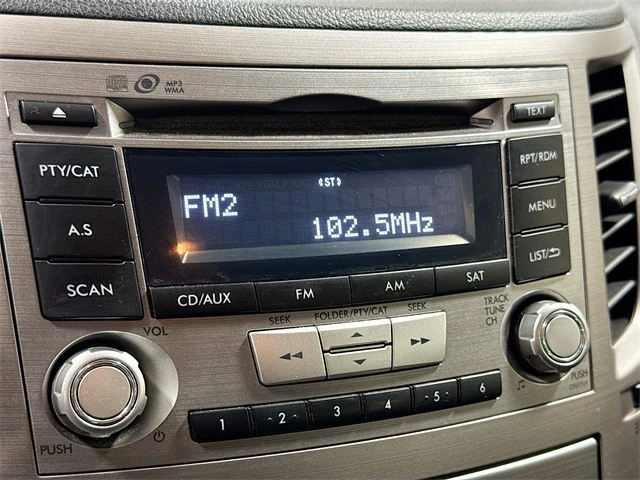 MP3
WMA
TEXT
PTY/CAT
A.S
SCAN
(ST)
FM2
102.5MHz
RPT/RDM
MENU
LIST/
CD/AUX
FM
AM
SAT
VOL
PUSH
SEEK
FOLDER/PTY/CAT
SEEK
TRACK
TUNE
CH
PUSH
1
2
3
4
5
6